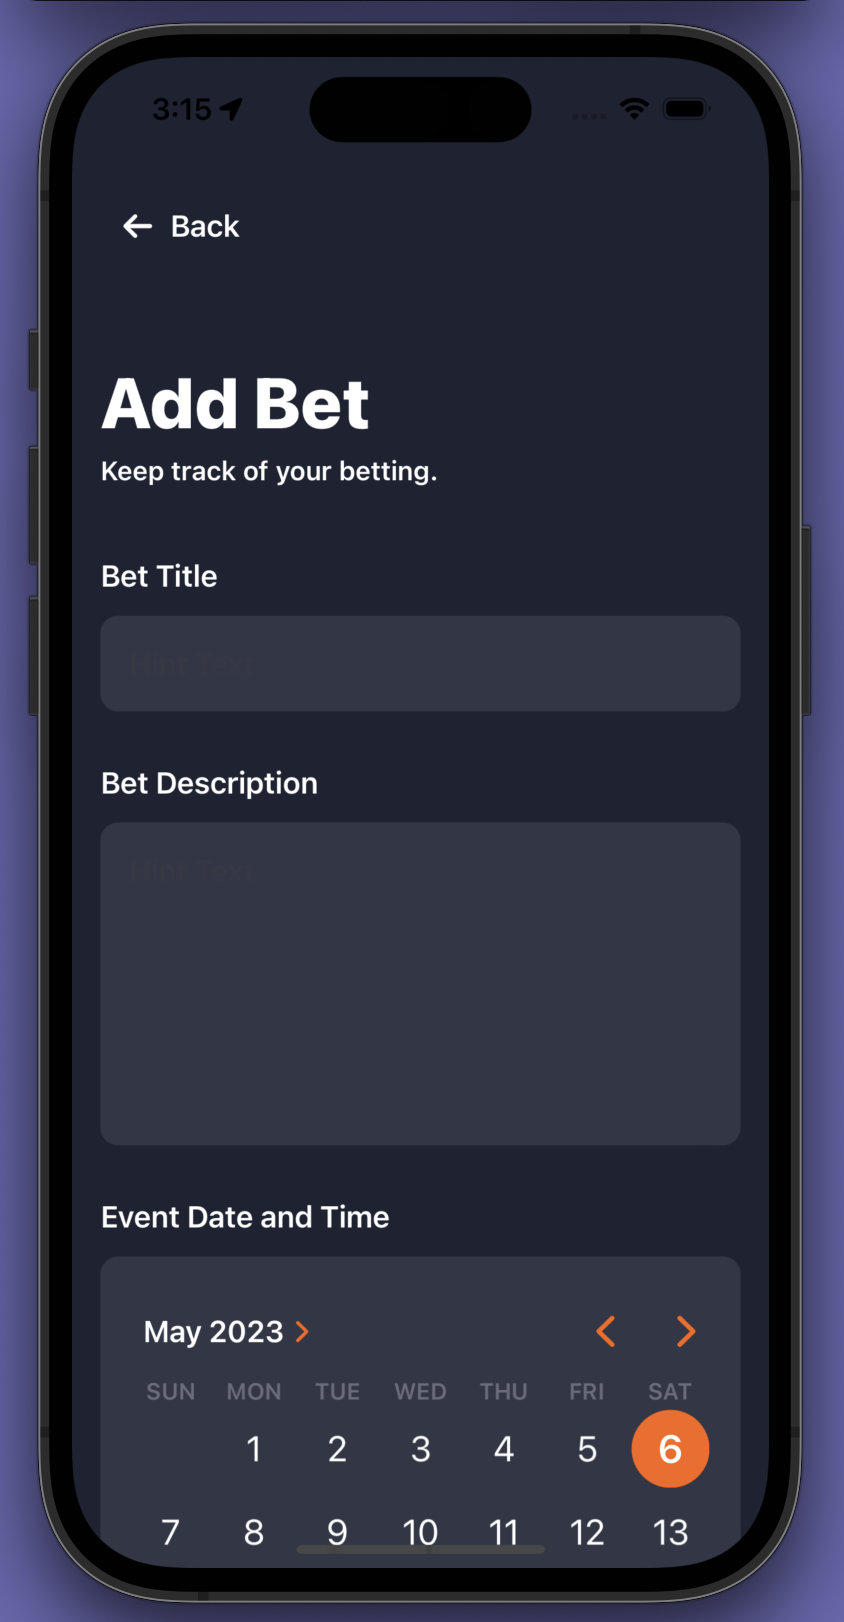 3:15
Back
Add Bet
Keep track of your betting.
Bet Title
Hint Text
Bet Description
Hint Text
Event Date and Time
May 2023
SUN MON TUE WED THU FRI SAT
1 2 3 4 5 6
7 8 9 10 11 12 13